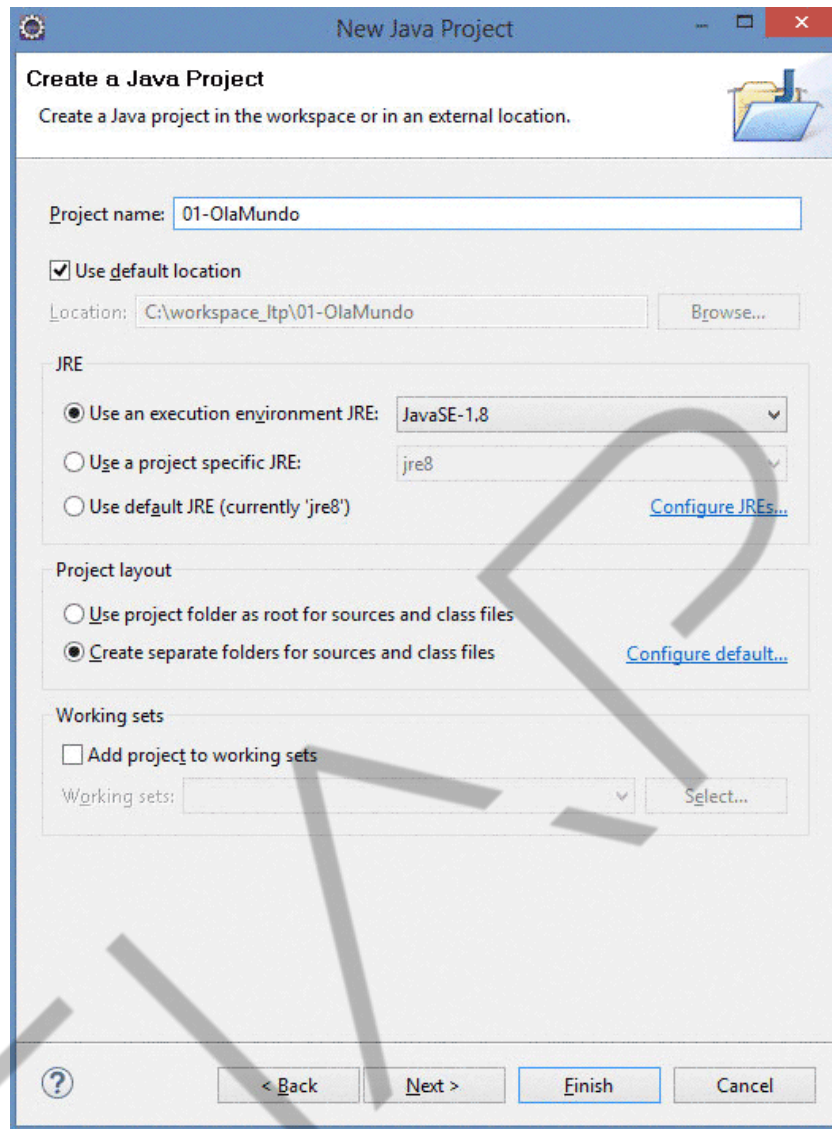 New Java Project
Create a Java Project
Create a Java project in the workspace or in an external location.
Project name: 01-OlaMundo
Use default location
Location: C:\workspace_ltp\01-OlaMundo Browse...
JRE
Use an execution environment JRE: JavaSE-1.8
Use a project specific JRE: jre8
Use default JRE (currently 'jre8') Configure JREs...
Project layout
Use project folder as root for sources and class files
Create separate folders for sources and class files Configure default...
Working sets
Add project to working sets
Working sets: Select...
? < Back Next > Finish Cancel